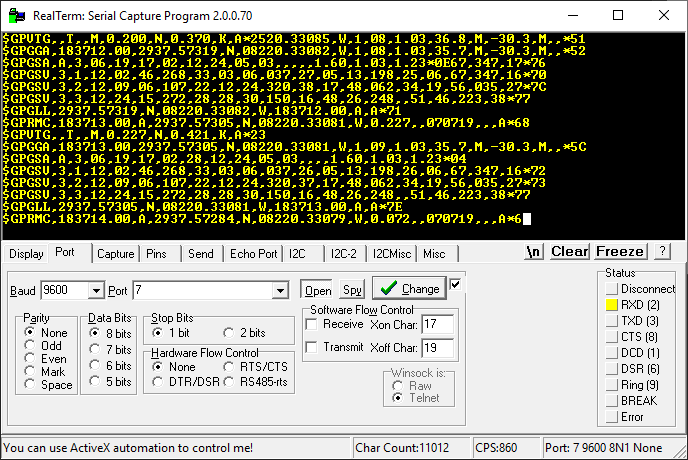 RealTerm: Serial Capture Program 2.0.0.70
$GPVTG,,T,,M,0.200,N,0.370,K,A*2520.33085,W,1,08,1.03,36.8,M,-30.3,M,,*51
$GPGGA,183712.00,2937.57319,N,08220.33082,W,1,08,1.03,35.7,M,-30.3,M,,*52
$GPGSA,A,3,06,19,17,02,12,24,05,03,,,,,1.60,1.03,1.23*0E67,347,17*76
$GPGSV,3,1,12,02,46,268,33,03,06,037,27,05,13,198,25,06,67,347,16*70
$GPGSV,3,2,12,09,06,107,22,12,24,320,38,17,48,062,34,19,56,035,27*7C
$GPGSV,3,3,12,24,15,272,28,28,30,150,16,48,26,248,,51,46,223,38*77
$GPGLL,2937.57319,N,08220.33082,W,183712.00,A,A*71
$GPRMC,183713.00,A,2937.57305,N,08220.33081,W,0.227,,070719,,,A*68
$GPVTG,,T,,M,0.227,N,0.421,K,A*23
$GPGGA,183713.00,2937.57305,N,08220.33081,W,1,09,1.03,35.7,M,-30.3,M,,*5C
$GPGSA,A,3,06,19,17,02,28,12,24,05,03,,,,1.60,1.03,1.23*04
$GPGSV,3,1,12,02,46,268,33,03,06,037,26,05,13,198,26,06,67,347,16*72
$GPGSV,3,2,12,09,06,107,22,12,24,320,37,17,48,062,34,19,56,035,27*73
$GPGSV,3,3,12,24,15,272,28,28,30,150,16,48,26,248,,51,46,223,38*77
$GPGLL,2937.57305,N,08220.33081,W,183713.00,A,A*7E
$GPRMC,183714.00,A,2937.57284,N,08220.33079,W,0.072,,070719,,,A*6
Display Port Capture Pins Send Echo Port I2C I2C-2 I2CMisc Misc \n Clear Freeze ?
Baud 9600 Port 7 Open Spy Change
Parity
None
Odd
Even
Mark
Space
Data Bits
8 bits
7 bits
6 bits
5 bits
Stop Bits
1 bit 2 bits
Hardware Flow Control
None RTS/CTS
DTR/DSR RS485-rts
Software Flow Control
Receive Xon Char: 17
Transmit Xoff Char: 19
Winsock is:
Raw
Telnet
Status
Disconnect
RXD (2)
TXD (3)
CTS (8)
DCD (1)
DSR (6)
Ring (9)
BREAK
Error
You can use ActiveX automation to control me! Char Count:11012 CPS:860 Port: 7 9600 8N1 None